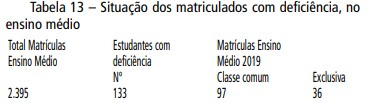 Tabela 13 – Situação dos matriculados com deficiência, no
ensino médio
Total Matrículas Estudantes com Matrículas Ensino
Ensino Médio deficiência Médio 2019
Nº Classe comum Exclusiva
2.395 133 97 36